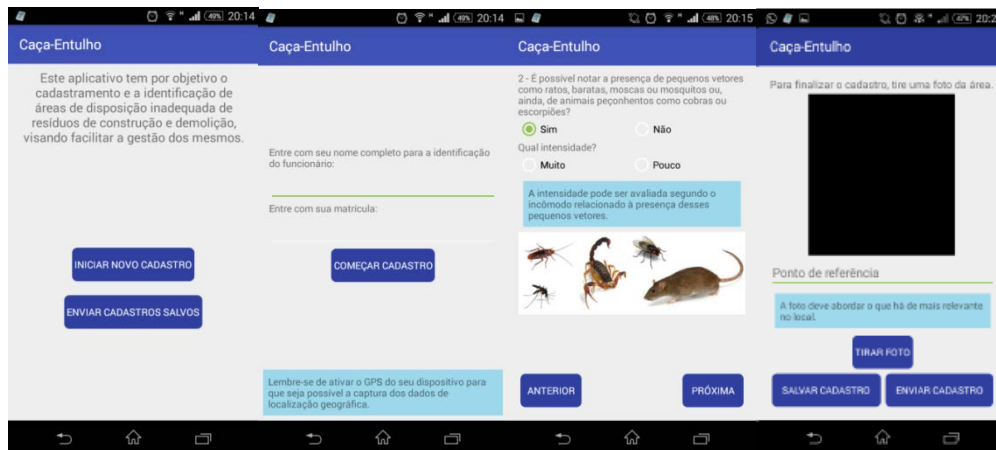 49% 20:14
Caça-Entulho
Este aplicativo tem por objetivo o
cadastramento e a identificação de
áreas de disposição inadequada de
resíduos de construção e demolição,
visando facilitar a gestão dos mesmos.
INICIAR NOVO CADASTRO
ENVIAR CADASTROS SALVOS
49% 20:14
Caça-Entulho
Entre com seu nome completo para a identificação
do funcionário:
Entre com sua matrícula:
COMEÇAR CADASTRO
Lembre-se de ativar o GPS do seu dispositivo para
que seja possível a captura dos dados de
localização geográfica.
48% 20:15
Caça-Entulho
2 - É possível notar a presença de pequenos vetores
como ratos, baratas, moscas ou mosquitos ou,
ainda, de animais peçonhentos como cobras ou
escorpiões?
Sim Não
Qual intensidade?
Muito Pouco
A intensidade pode ser avaliada segundo o
incômodo relacionado à presença desses
pequenos vetores.
ANTERIOR PRÓXIMA
47% 20:2
Caça-Entulho
Para finalizar o cadastro, tire uma foto da área.
Ponto de referência
A foto deve abordar o que há de mais relevante
no local.
TIRAR FOTO
SALVAR CADASTRO ENVIAR CADASTRO